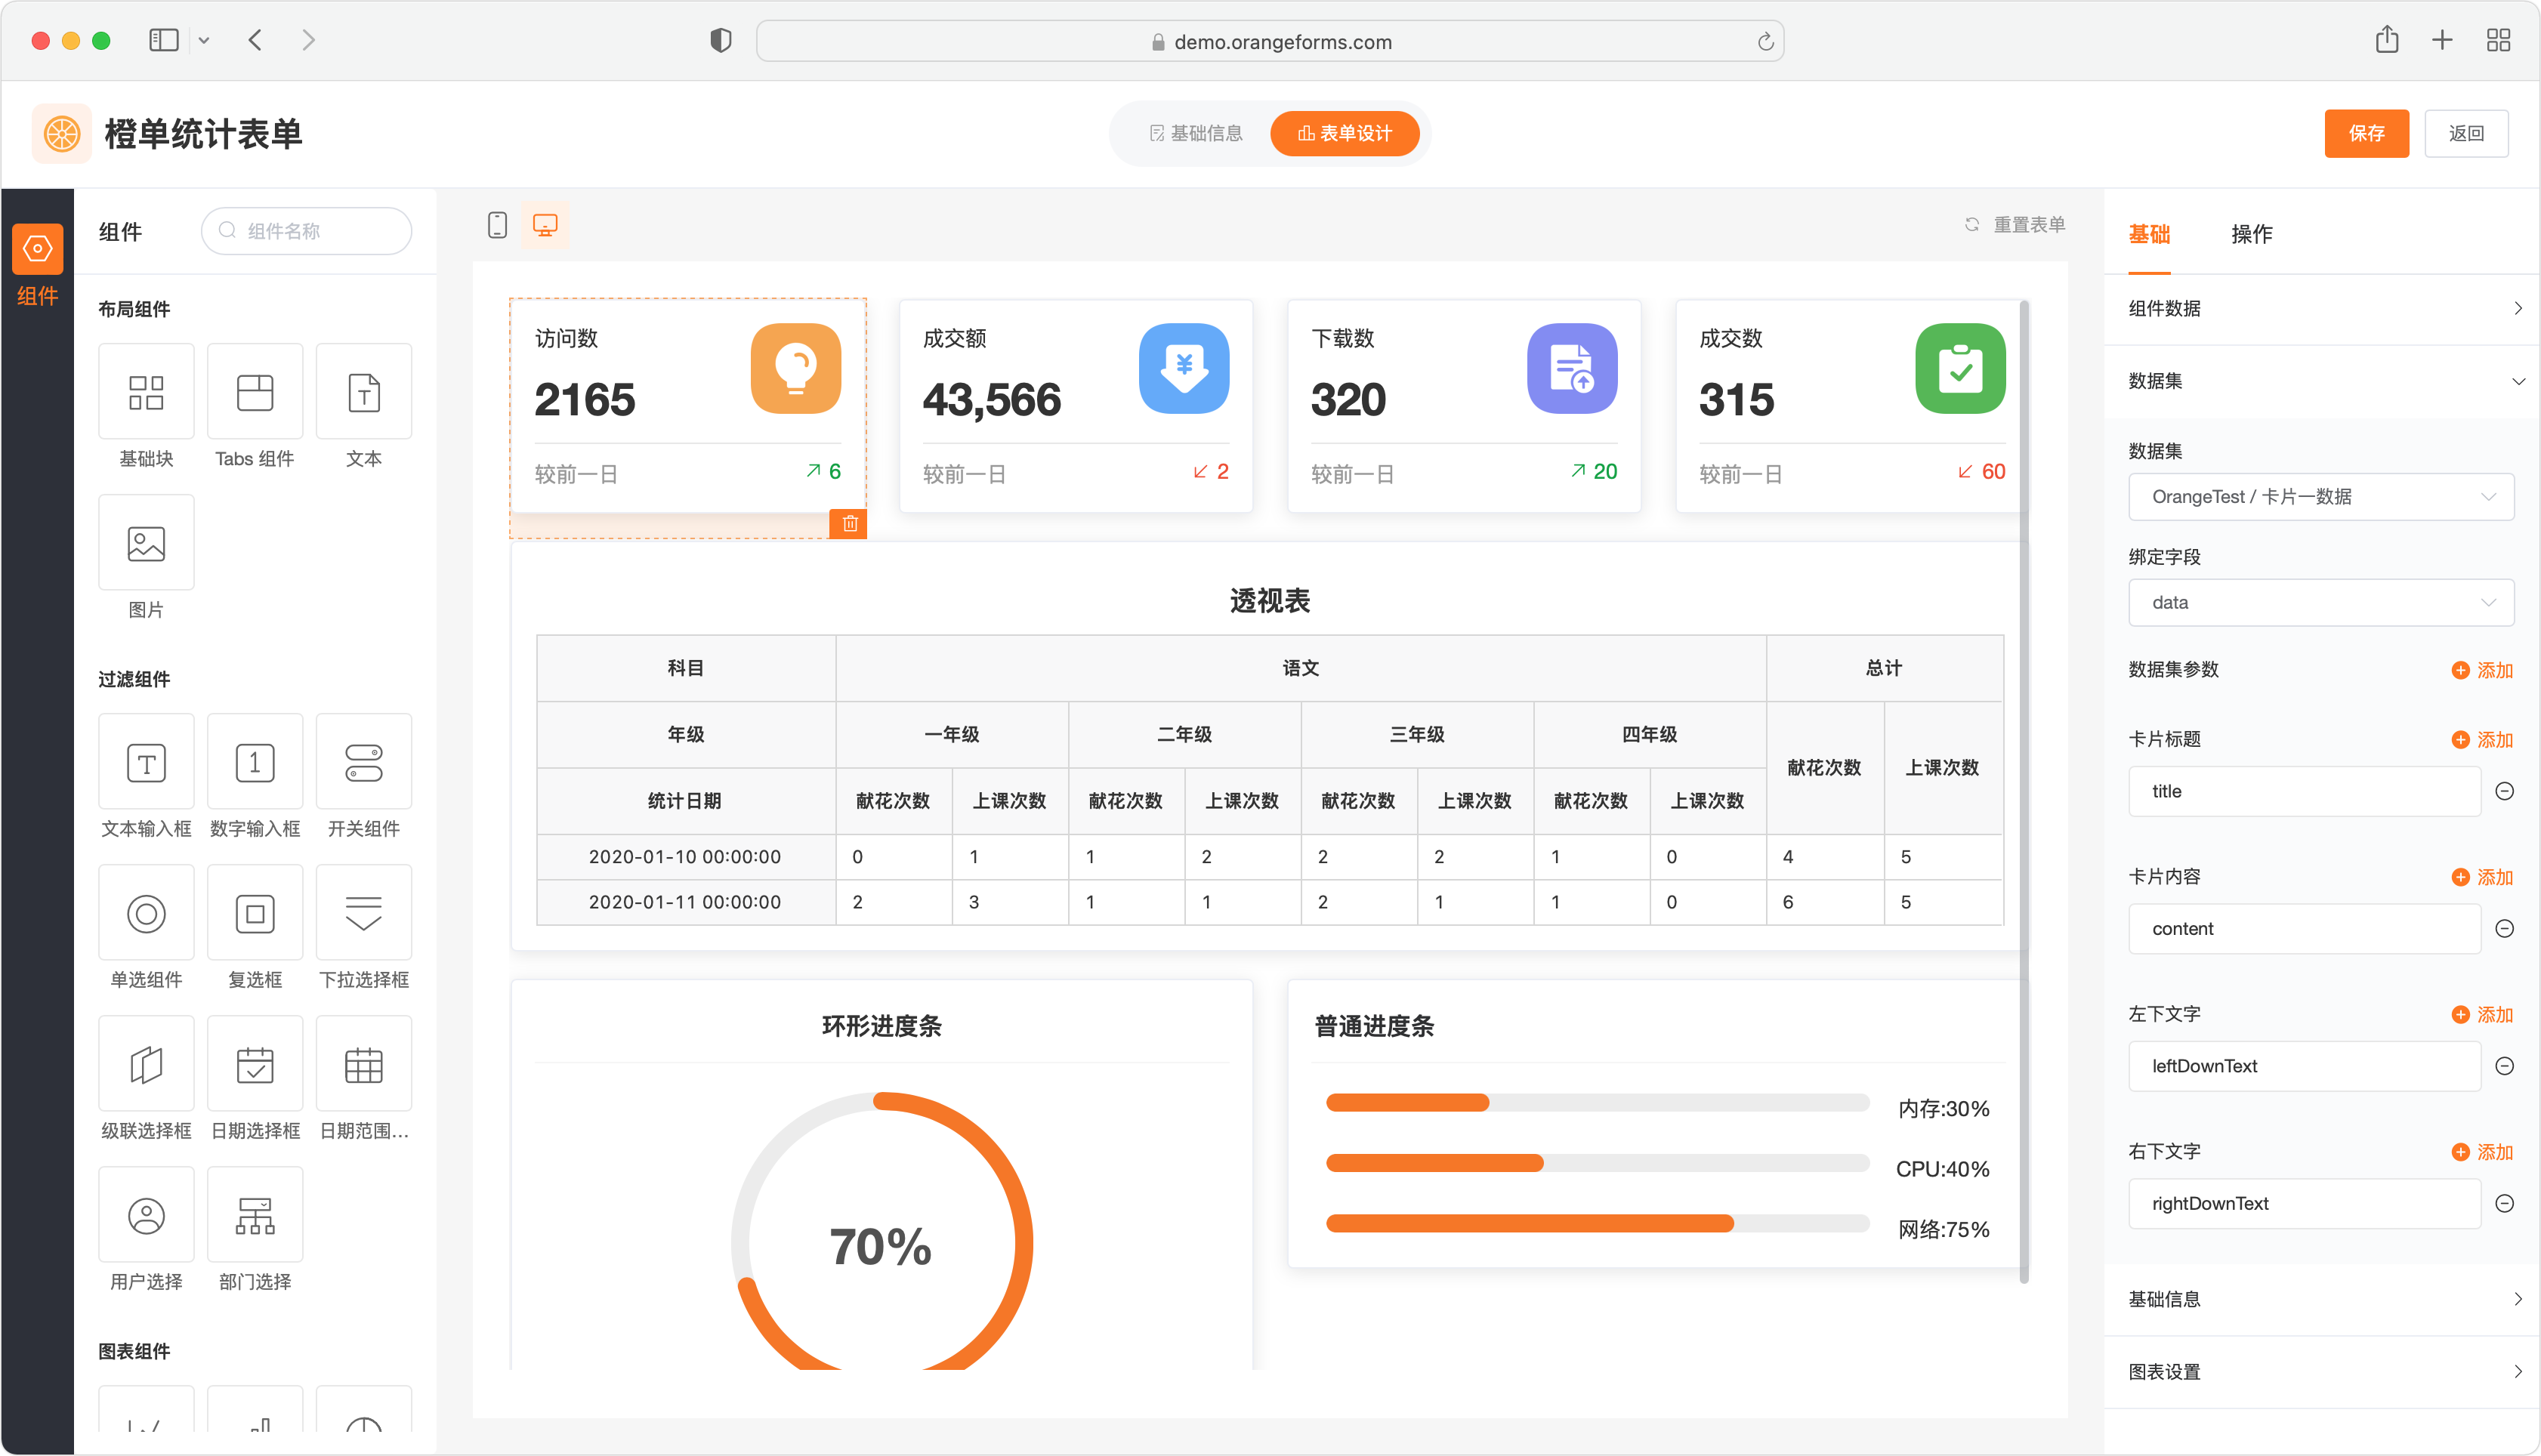 demo.orangeforms.com
橙单统计表单
基础信息
表单设计
保存
返回
组件
组件
组件名称
布局组件
基础块
Tabs 组件
文本
图片
过滤组件
T
1
文本输入框
数字输入框
开关组件
单选组件
复选框
下拉选择框
级联选择框
日期选择框
日期范围...
用户选择
部门选择
图表组件
重置表单
访问数
2165
较前一日
6
成交额
43,566
¥
较前一日
2
下载数
320
较前一日
20
成交数
315
较前一日
60
透视表
科目 语文 总计
年级 一年级 二年级 三年级 四年级 献花次数 上课次数
统计日期 献花次数 上课次数 献花次数 上课次数 献花次数 上课次数 献花次数 上课次数
2020-01-10 00:00:00 0 1 1 2 2 2 1 0 4 5
2020-01-11 00:00:00 2 3 1 1 2 1 1 0 6 5
环形进度条
70%
普通进度条
内存:30%
CPU:40%
网络:75%
基础
操作
组件数据
数据集
数据集
OrangeTest / 卡片一数据
绑定字段
data
数据集参数
添加
卡片标题
添加
title
卡片内容
添加
content
左下文字
添加
leftDownText
右下文字
添加
rightDownText
基础信息
图表设置